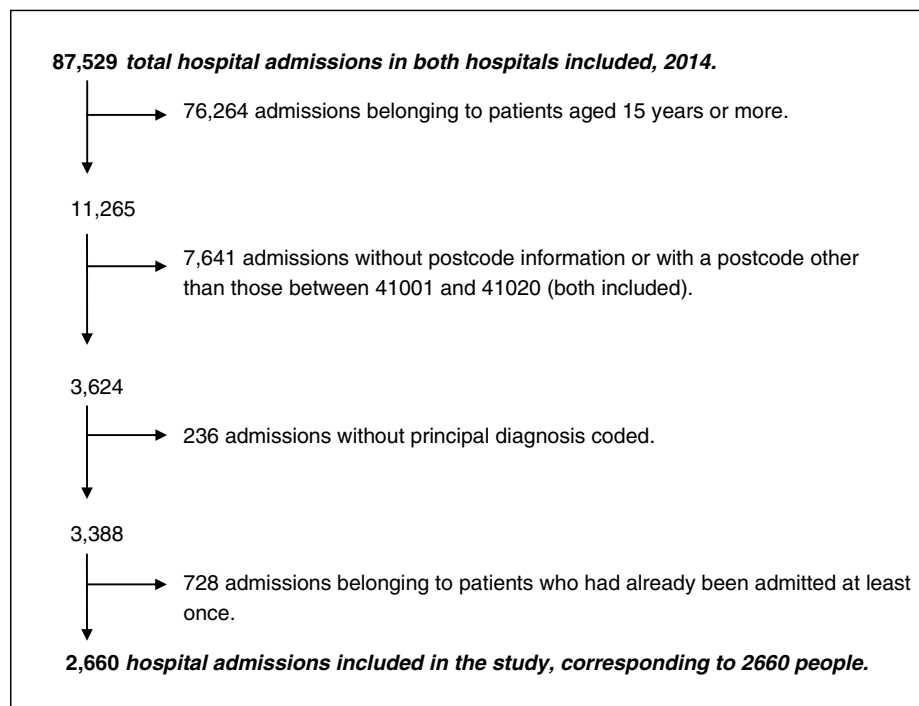 87,529 total hospital admissions in both hospitals included, 2014.
76,264 admissions belonging to patients aged 15 years or more.
11,265
7,641 admissions without postcode information or with a postcode other
than those between 41001 and 41020 (both included).
3,624
236 admissions without principal diagnosis coded.
3,388
728 admissions belonging to patients who had already been admitted at least
once.
2,660 hospital admissions included in the study, corresponding to 2660 people.